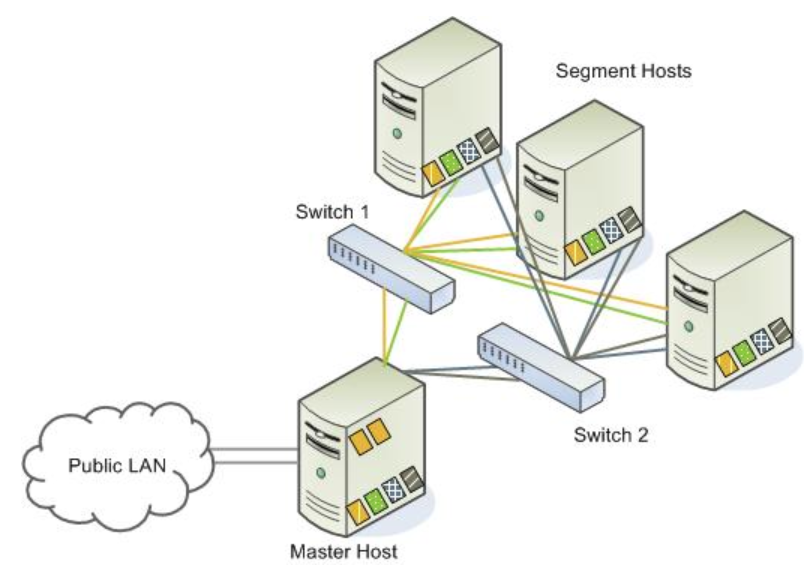 Segment Hosts
Switch 1
Switch 2
Public LAN
Master Host